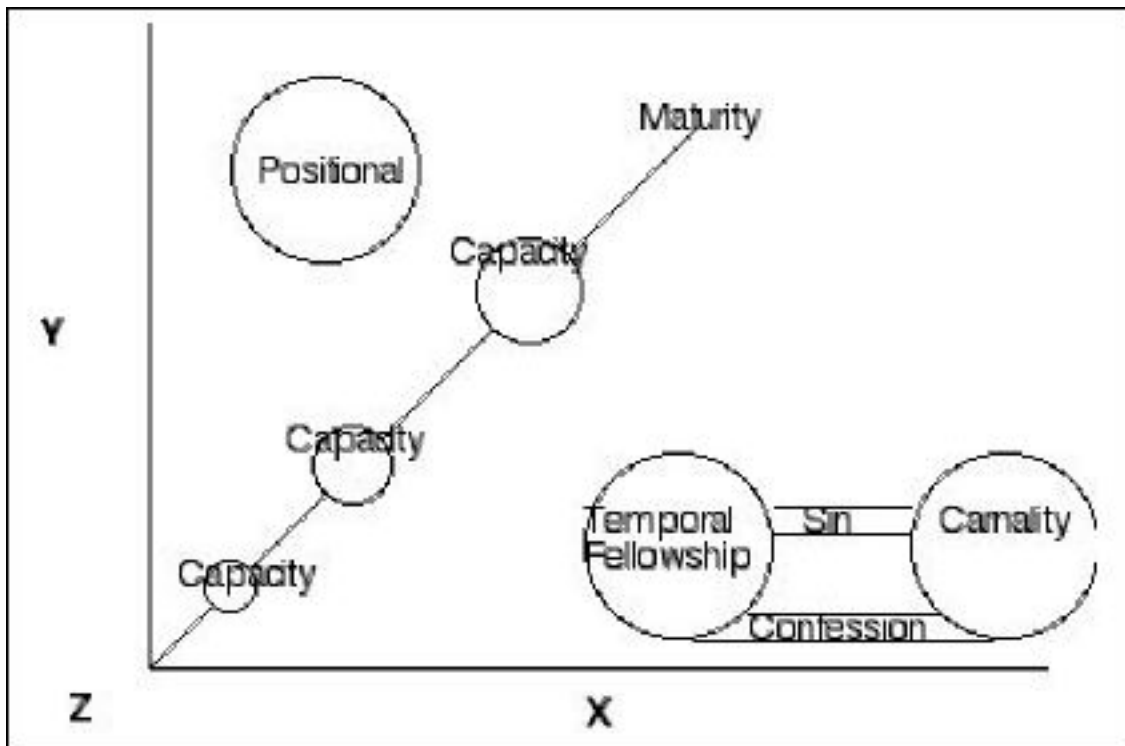 Maturity
Positional
Capacity
Y
Capacity
Temporal
Fellowship
Sin
Carnality
Capacity
Confession
Z
X